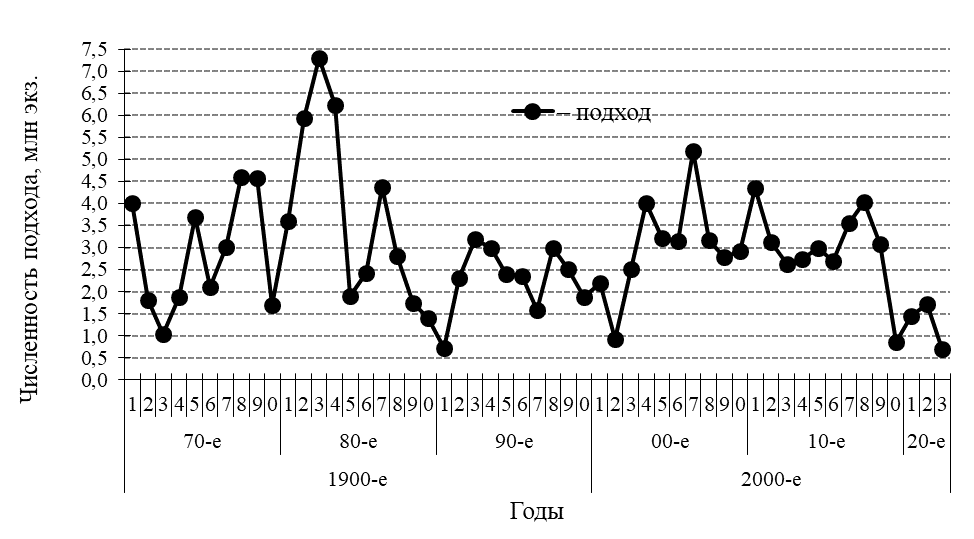 Численность подхода, млн экз.
7,5
7,0
6,5
6,0
5,5
5,0
4,5
4,0
3,5
3,0
2,5
2,0
1,5
1,0
0,5
0,0
– подход
1 2 3 4 5 6 7 8 9 0 1 2 3 4 5 6 7 8 9 0 1 2 3 4 5 6 7 8 9 0 1 2 3 4 5 6 7 8 9 0 1 2 3 4 5 6 7 8 9 0 1 2 3
70-е 80-е 90-е 00-е 10-е 20-е
1900-е 2000-е
Годы